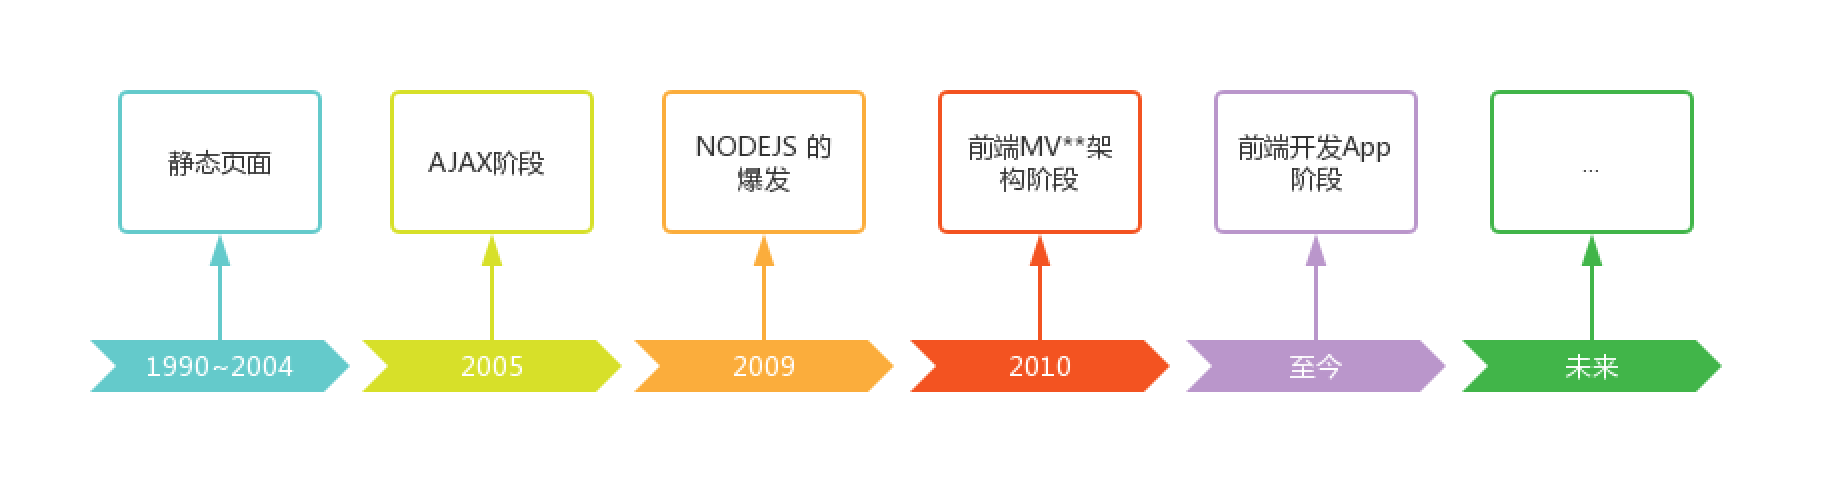 静态页面
AJAX阶段
NODEJS 的
爆发
前端MV**架
构阶段
前端开发App
阶段
...
1990~2004
2005
2009
2010
至今
未来